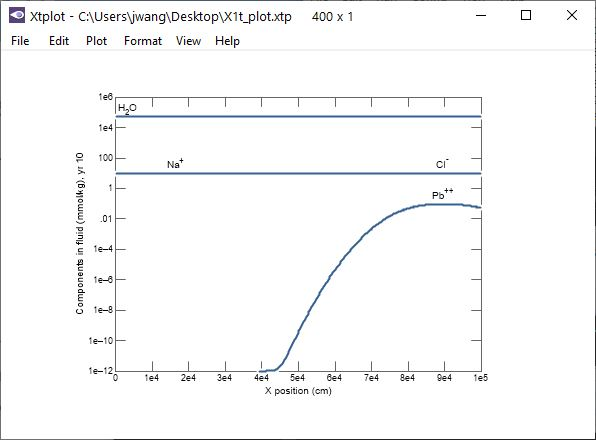 Xtplot - C:\Users\jwang\Desktop\X1t_plot.xtp 400 x 1
File Edit Plot Format View Help
1e6
H2O
1e4
100
Na+ Cl-
1
Pb++
.01
1e–4
1e–6
1e–8
1e–10
1e–12
Components in fluid (mmol/kg), yr 10
0 1e4 2e4 3e4 4e4 5e4 6e4 7e4 8e4 9e4 1e5
X position (cm)